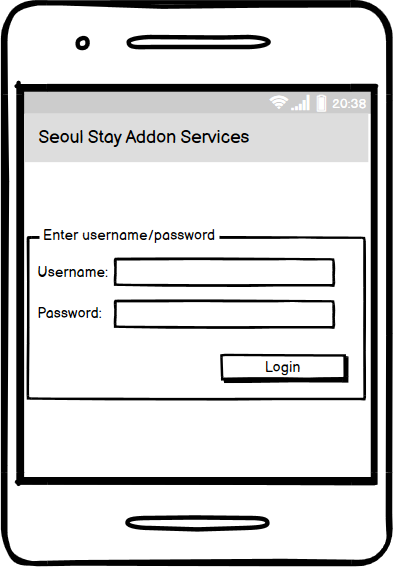 20:38
Seoul Stay Addon Services
Enter username/password
Username:
Password:
Login